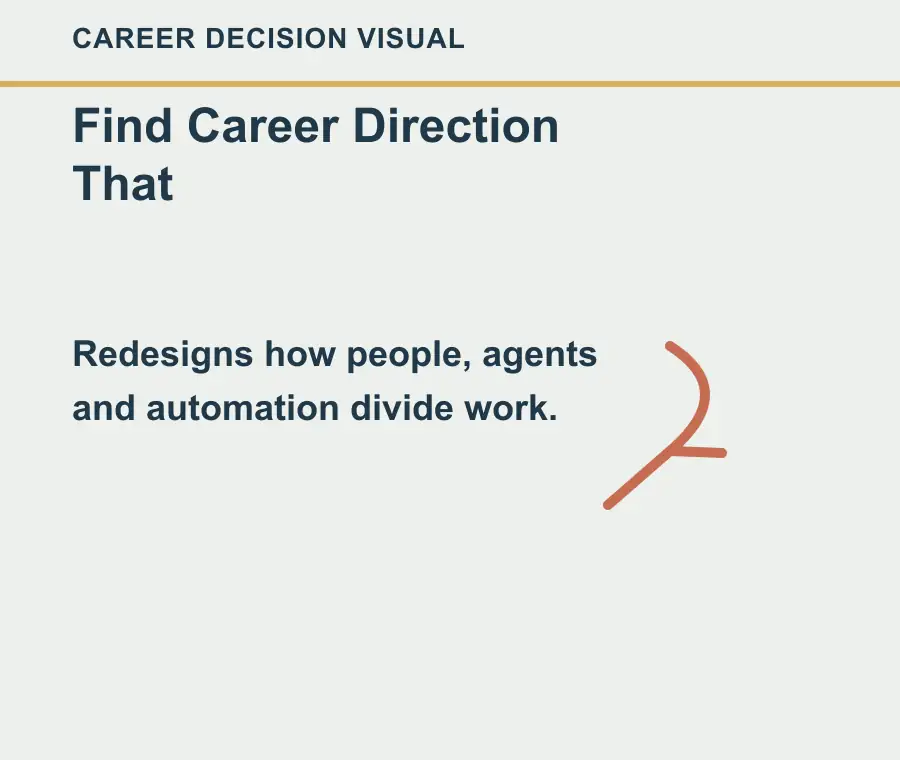 CAREER DECISION VISUAL
Find Career Direction
That
Redesigns how people, agents
and automation divide work.